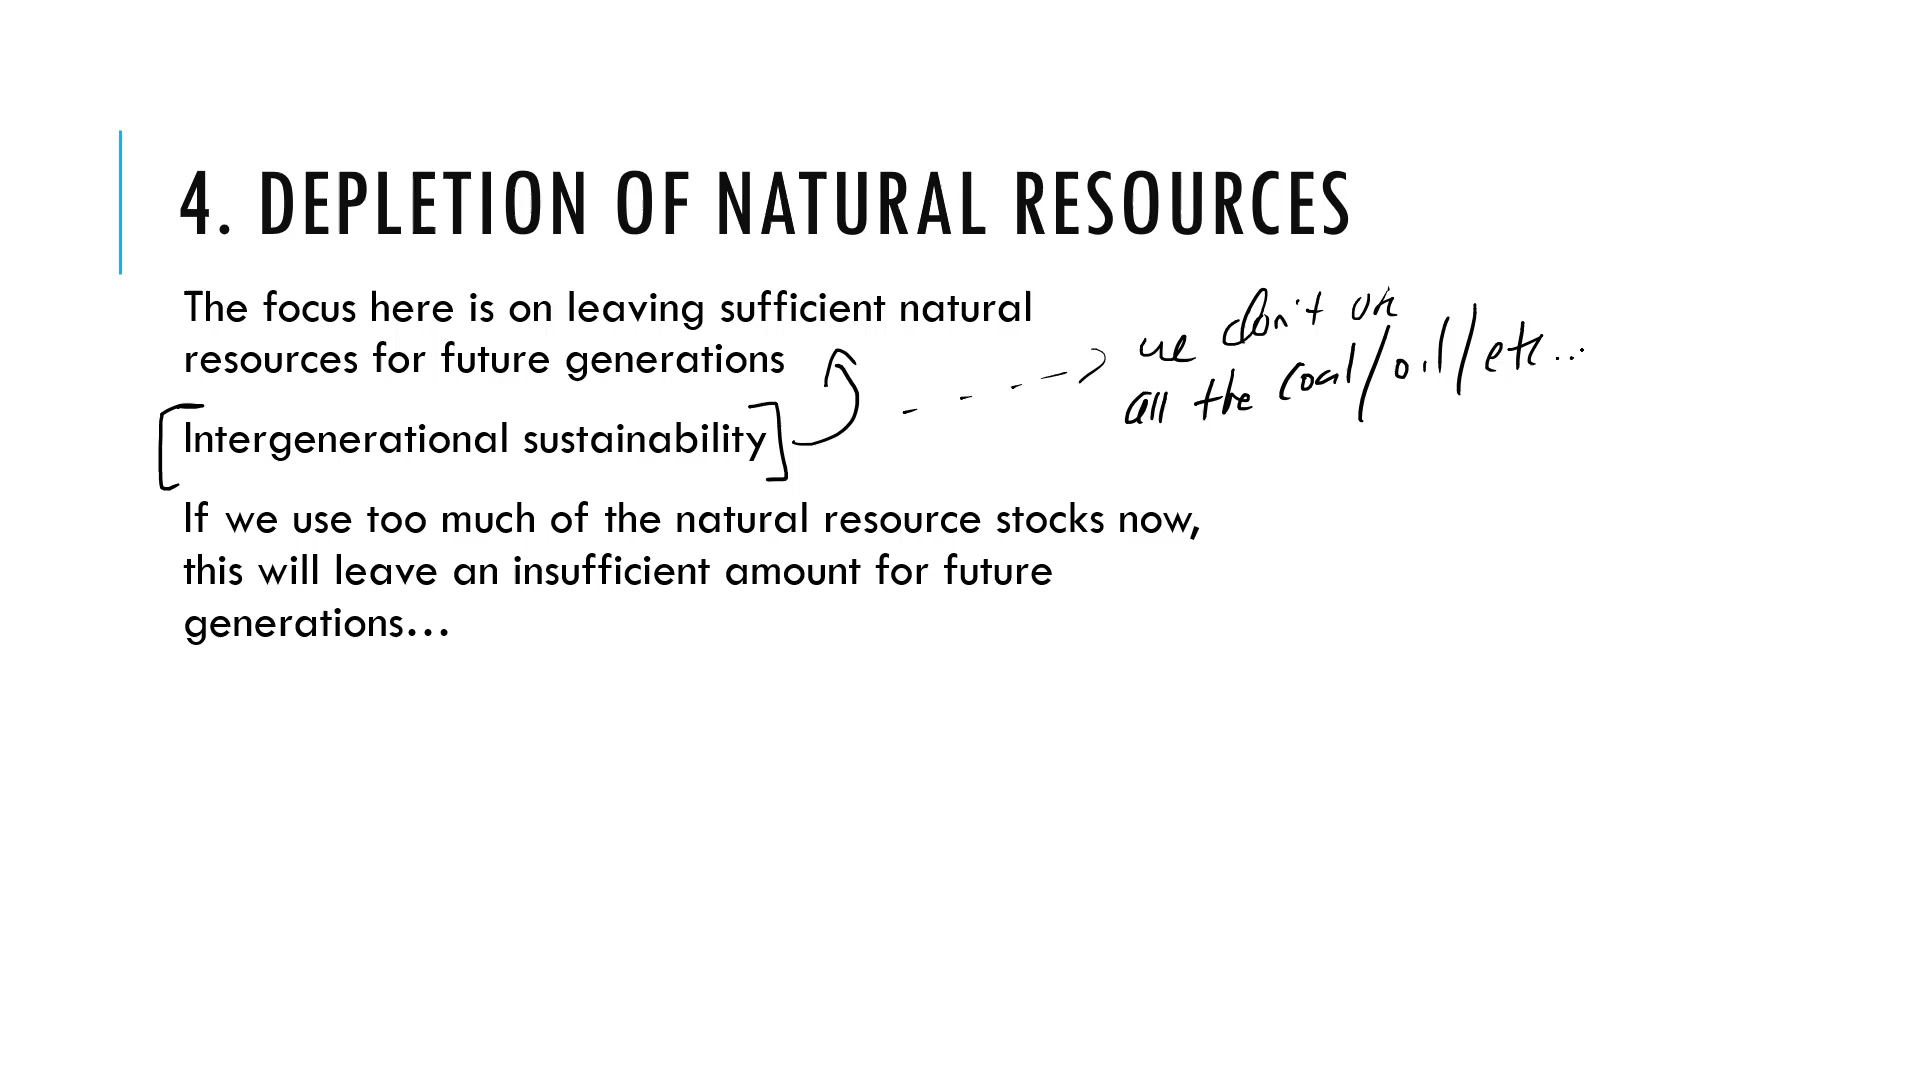 4. DEPLETION OF NATURAL RESOURCES
The focus here is on leaving sufficient natural
resources for future generations
we don't use
all the coal/oil/etc...
[Intergenerational sustainability]
If we use too much of the natural resource stocks now,
this will leave an insufficient amount for future
generations...